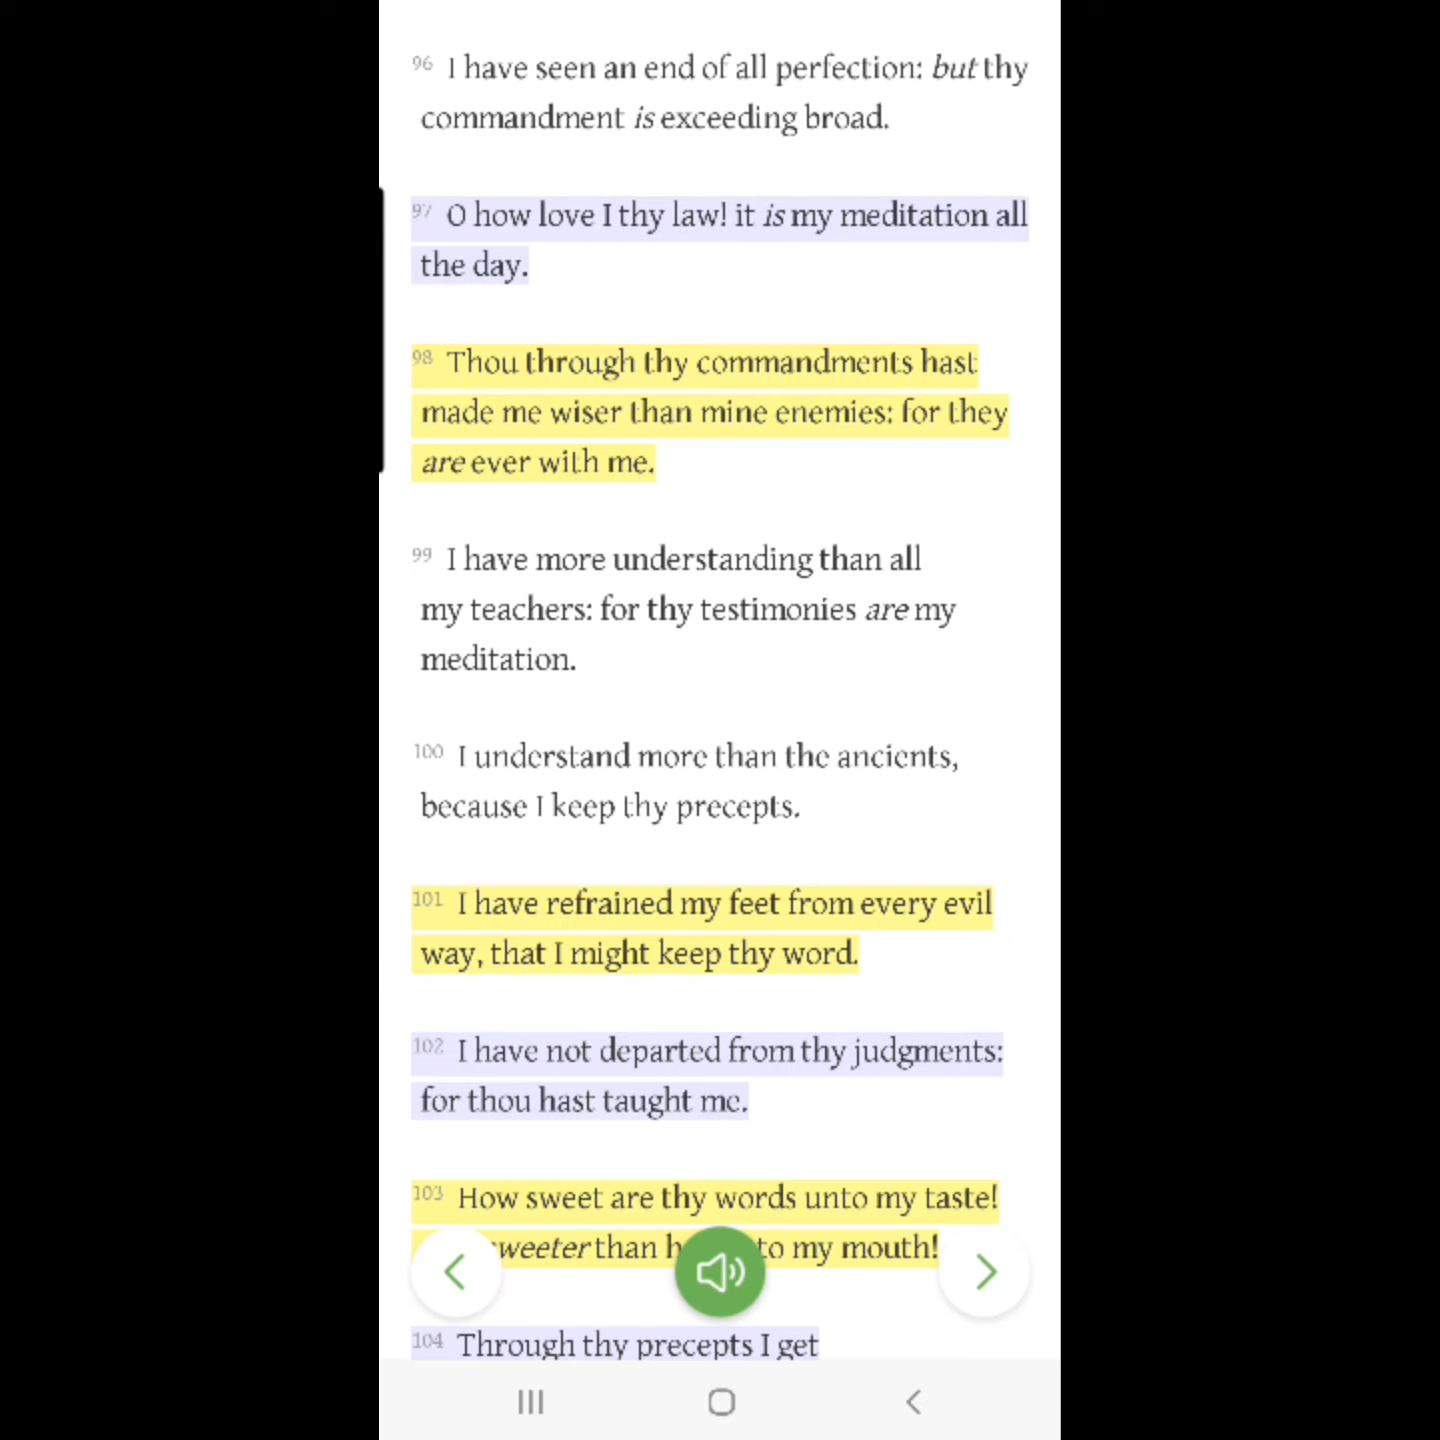 96 I have seen an end of all perfection: but thy
commandment is exceeding broad.
97 O how love I thy law! it is my meditation all
the day.
98 Thou through thy commandments hast
made me wiser than mine enemies: for they
are ever with me.
99 I have more understanding than all
my teachers: for thy testimonies are my
meditation.
100 I understand more than the ancients,
because I keep thy precepts.
101 I have refrained my feet from every evil
way, that I might keep thy word.
102 I have not departed from thy judgments:
for thou hast taught me.
103 How sweet are thy words unto my taste!
sweeter than to my mouth!
104 Through thy precepts I get